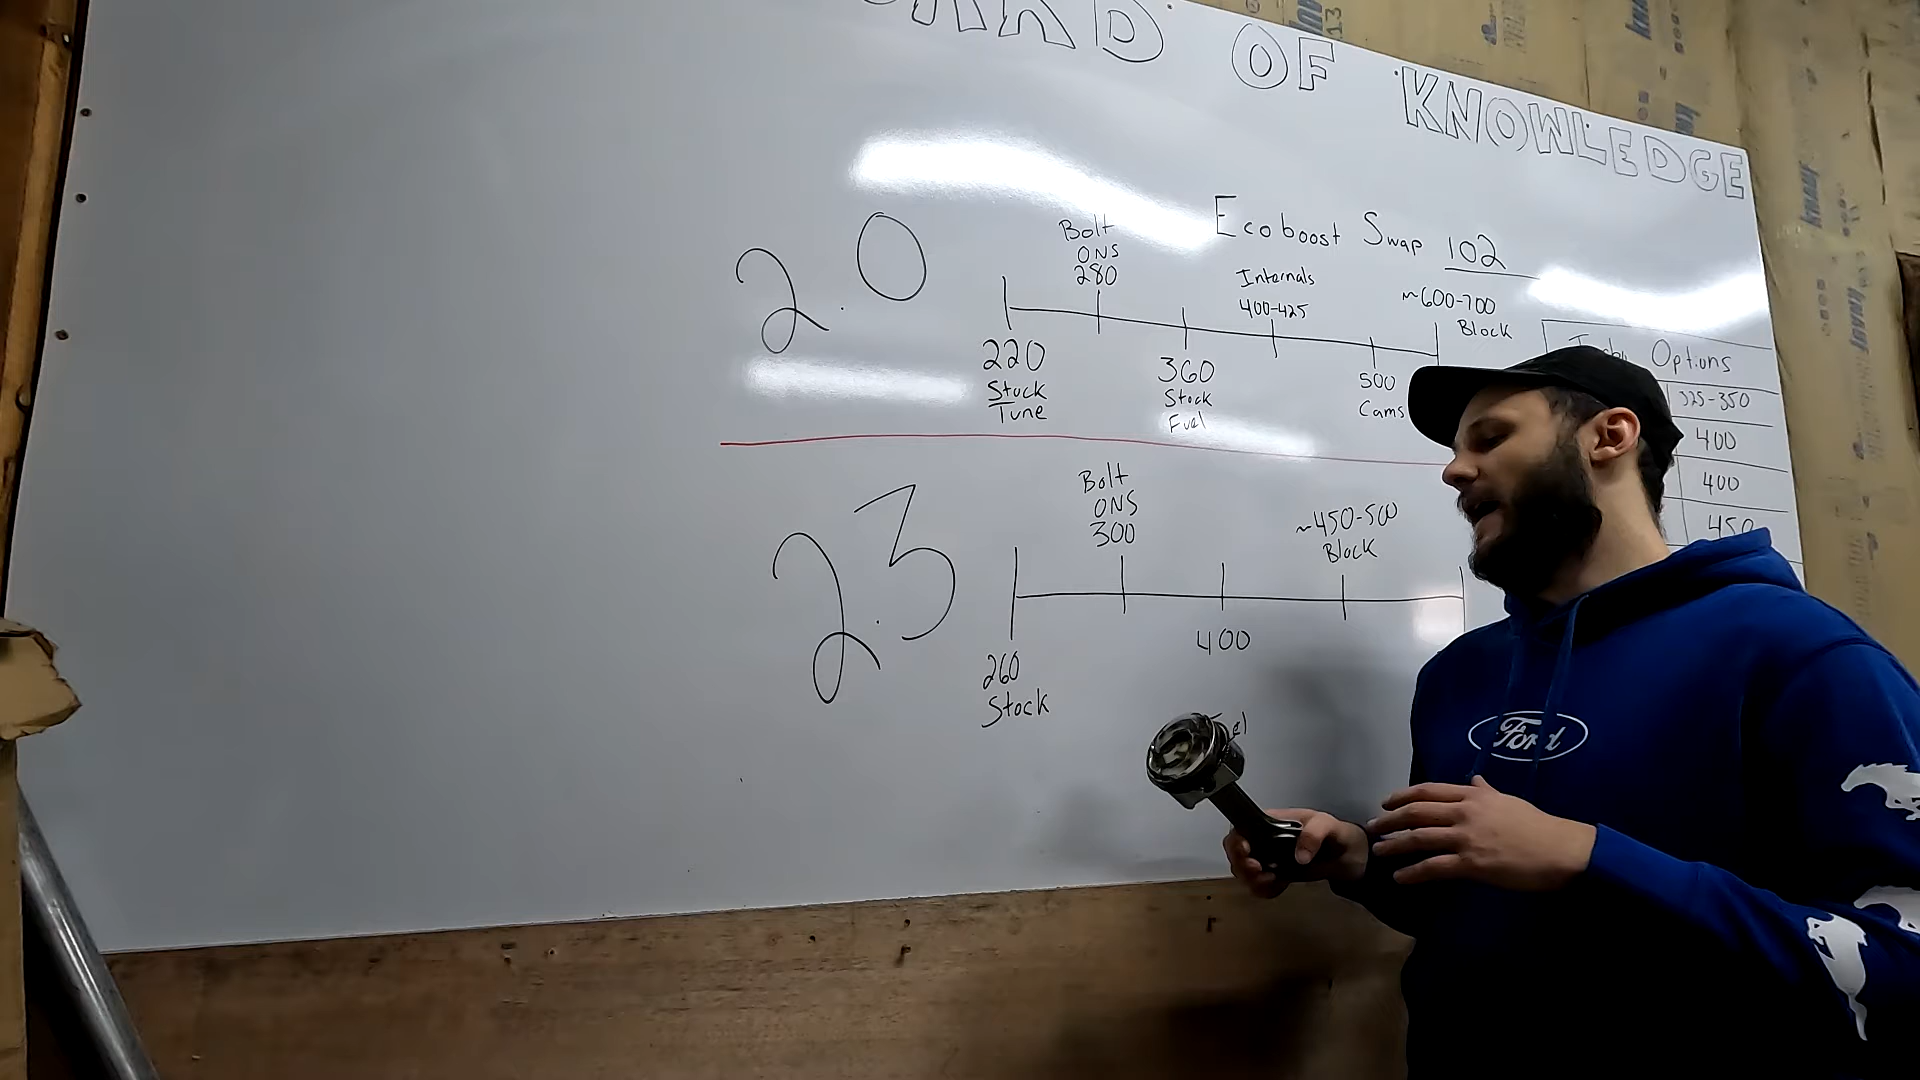 OF KNOWLEDGE
Ecoboost Swap 102
2.0
Bolt
ONS
280
Internals
400-425
~600-700
Block
220
Stock
Tune
360
Stock
Fuel
500
Cams
Options
325-350
400
400
450
2.3
Bolt
ONS
300
~450-500
Block
260
Stock
400
Ford